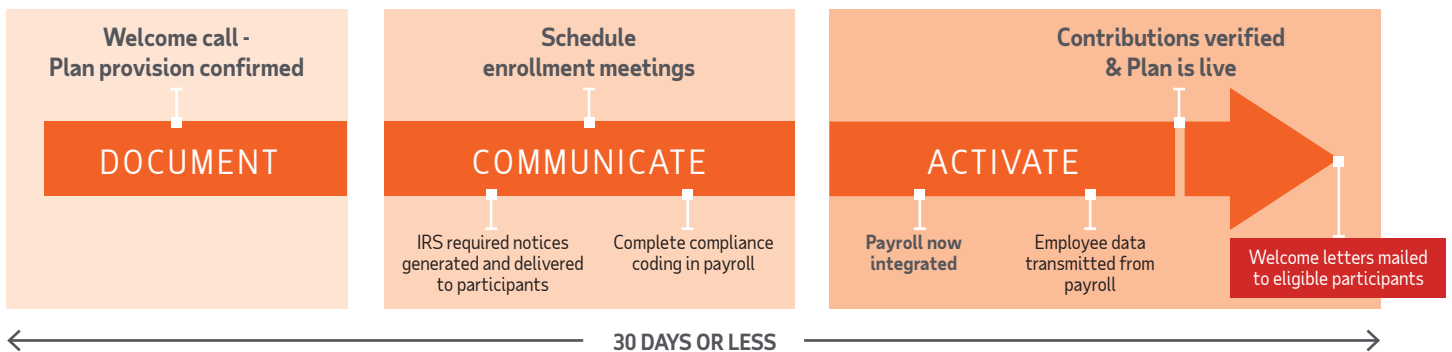 Welcome call -
Plan provision confirmed
DOCUMENT
Schedule
enrollment meetings
COMMUNICATE
IRS required notices
generated and delivered
to participants
Complete compliance
coding in payroll
Contributions verified
& Plan is live
ACTIVATE
Payroll now
integrated
Employee data
transmitted from
payroll
Welcome letters mailed
to eligible participants
30 DAYS OR LESS